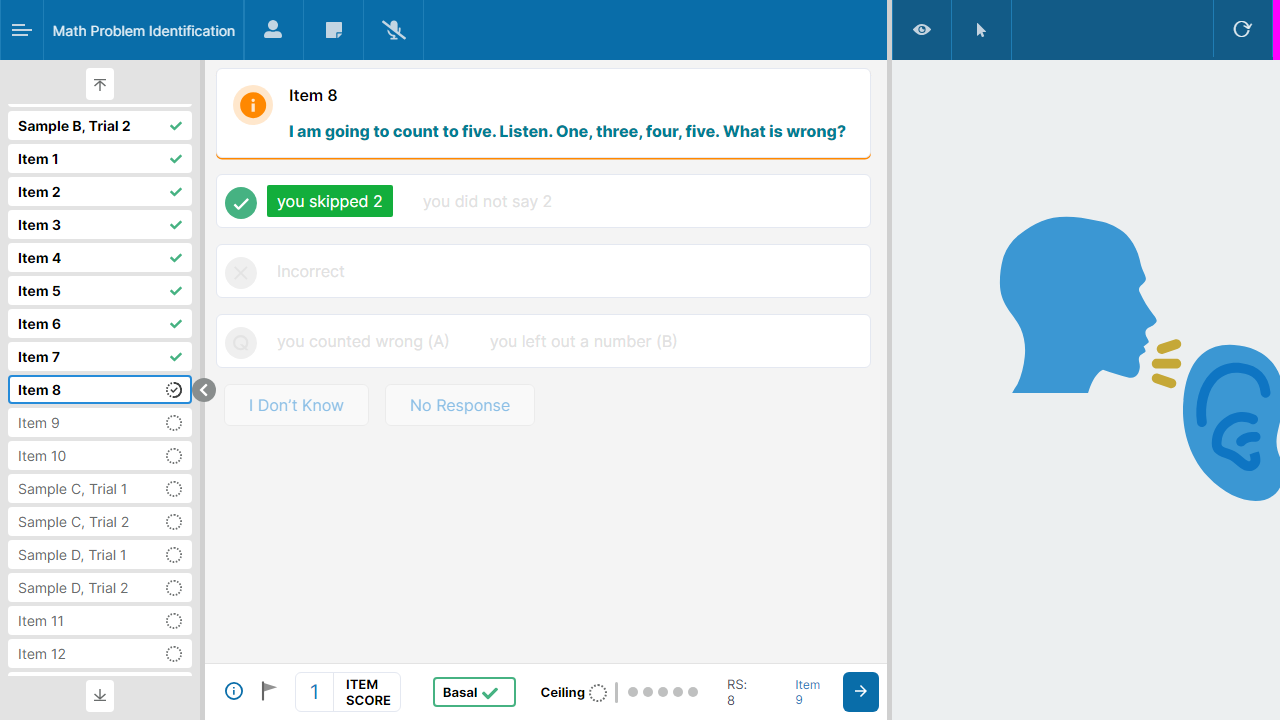 Math Problem Identification
Sample B, Trial 2
Item 1
Item 2
Item 3
Item 4
Item 5
Item 6
Item 7
Item 8
Item 9
Item 10
Sample C, Trial 1
Sample C, Trial 2
Sample D, Trial 1
Sample D, Trial 2
Item 11
Item 12
Item 8
I am going to count to five. Listen. One, three, four, five. What is wrong?
you skipped 2 you did not say 2
Incorrect
Q you counted wrong (A) you left out a number (B)
I Don't Know No Response
1 ITEM SCORE
Basal
Ceiling
RS: 8
Item 9